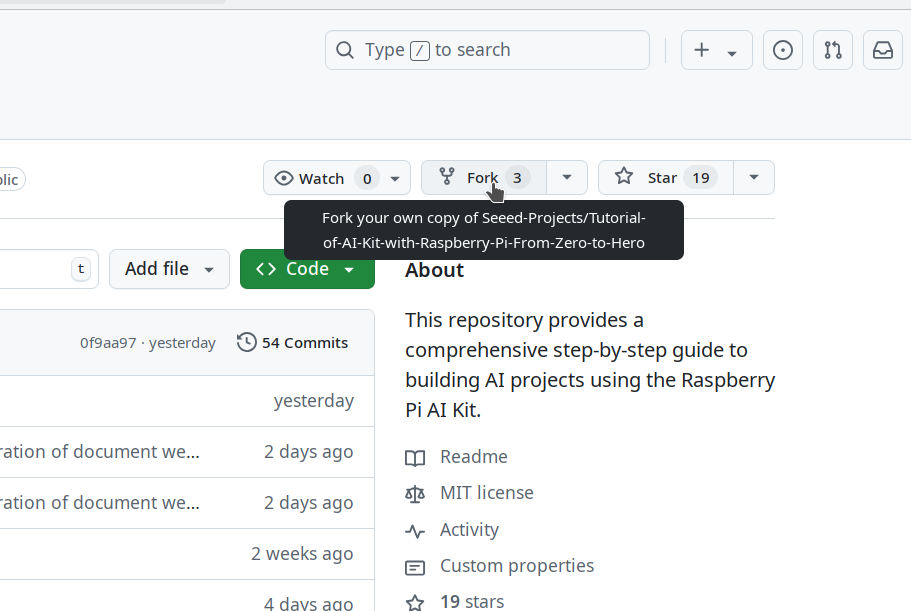 Type / to search
blic
Watch 0
Fork 3
Star 19
Fork your own copy of Seeed-Projects/Tutorial-
of-AI-Kit-with-Raspberry-Pi-From-Zero-to-Hero
t
Add file
<> Code
About
This repository provides a
comprehensive step-by-step guide to
building AI projects using the Raspberry
Pi AI Kit.
0f9aa97 · yesterday
54 Commits
yesterday
ration of document we... 2 days ago
ration of document we... 2 days ago
2 weeks ago
4 days ago
Readme
MIT license
Activity
Custom properties
19 stars